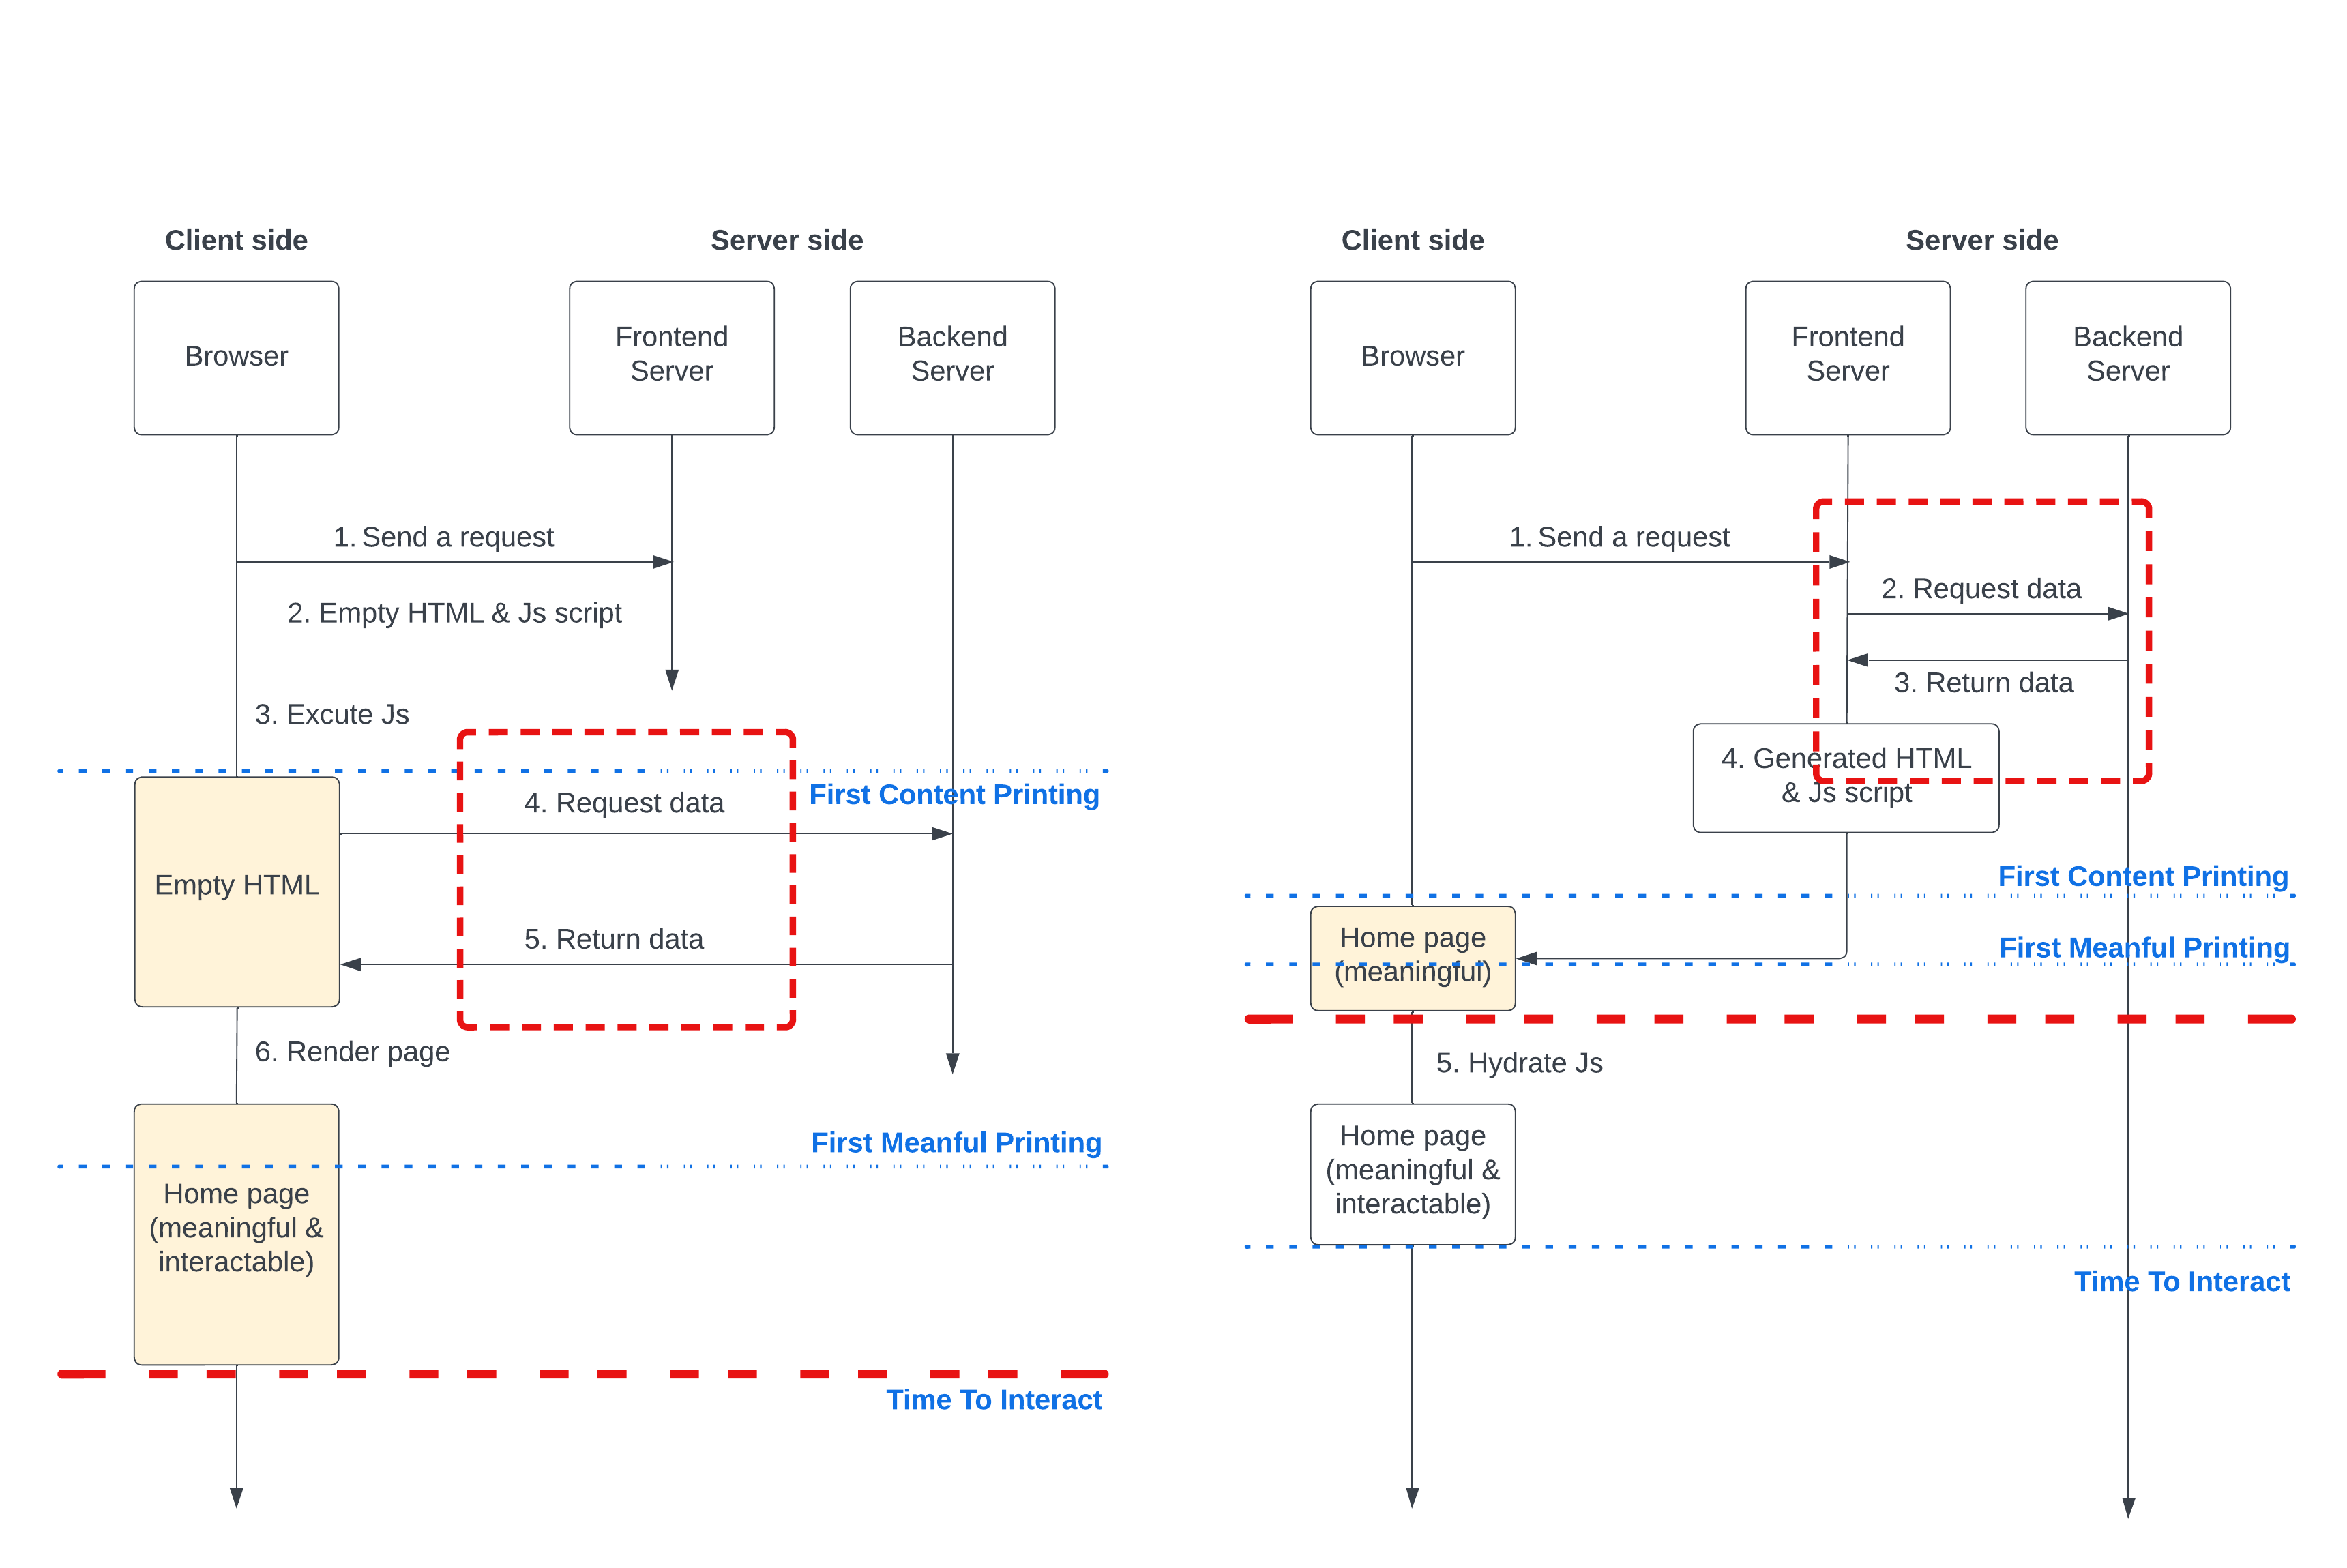 Client side
Server side
Browser
Frontend
Server
Backend
Server
1. Send a request
2. Empty HTML & Js script
3. Excute Js
First Content Printing
4. Request data
Empty HTML
5. Return data
6. Render page
First Meanful Printing
Home page
(meaningful &
interactable)
Time To Interact
Client side
Server side
Browser
Frontend
Server
Backend
Server
1. Send a request
2. Request data
3. Return data
4. Generated HTML
& Js script
First Content Printing
Home page
(meaningful)
First Meanful Printing
5. Hydrate Js
Home page
(meaningful &
interactable)
Time To Interact